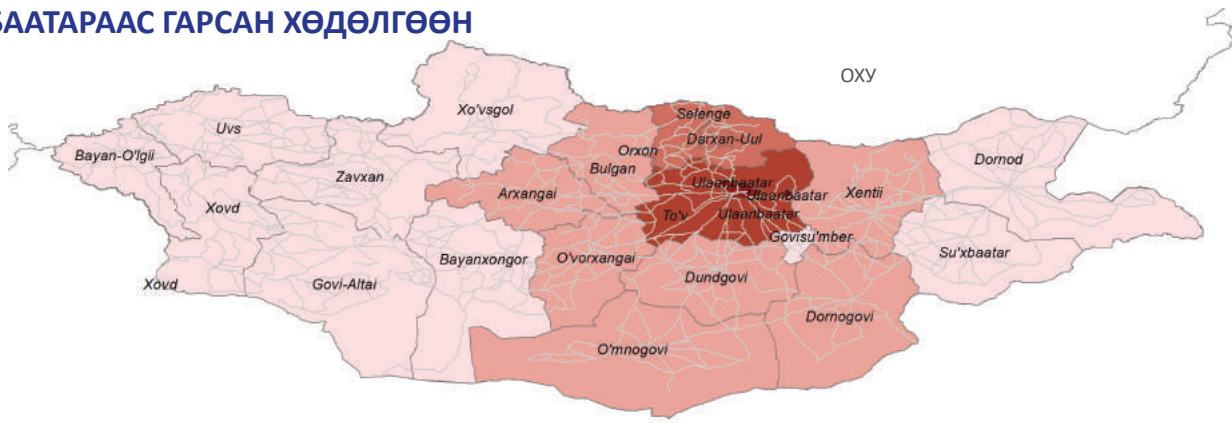 БААТАРААС ГАРСАН ХӨДӨЛГӨӨН
ОХУ
Xo'vsgol
Selenge
Uvs
Darxan-Uul
Bayan-O'lgii
Orxon
Dornod
Zavxan
Bulgan
Ulaanbaatar
Arxangai
Ulaanbaatar
Xentii
Xovd
To'v
Ulaanbaatar
Govisu'mber
Su'xbaatar
Bayanxongor
O'vorxangai
Dundgovi
Xovd
Govi-Altai
Dornogovi
O'mnogovi